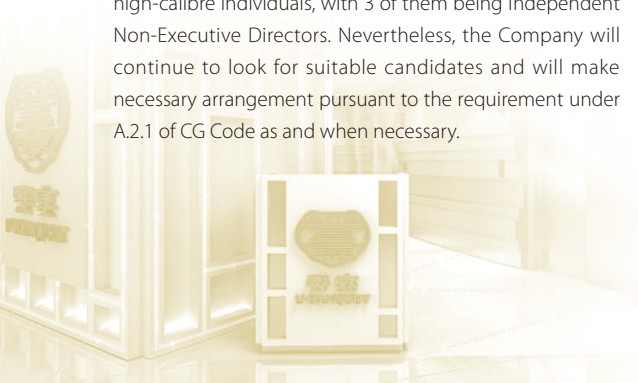 high-calibre individuals, with 3 of them being independent
Non-Executive Directors. Nevertheless, the Company will
continue to look for suitable candidates and will make
necessary arrangement pursuant to the requirement under
A.2.1 of CG Code as and when necessary.
U-BANQUET
U-BANQUET